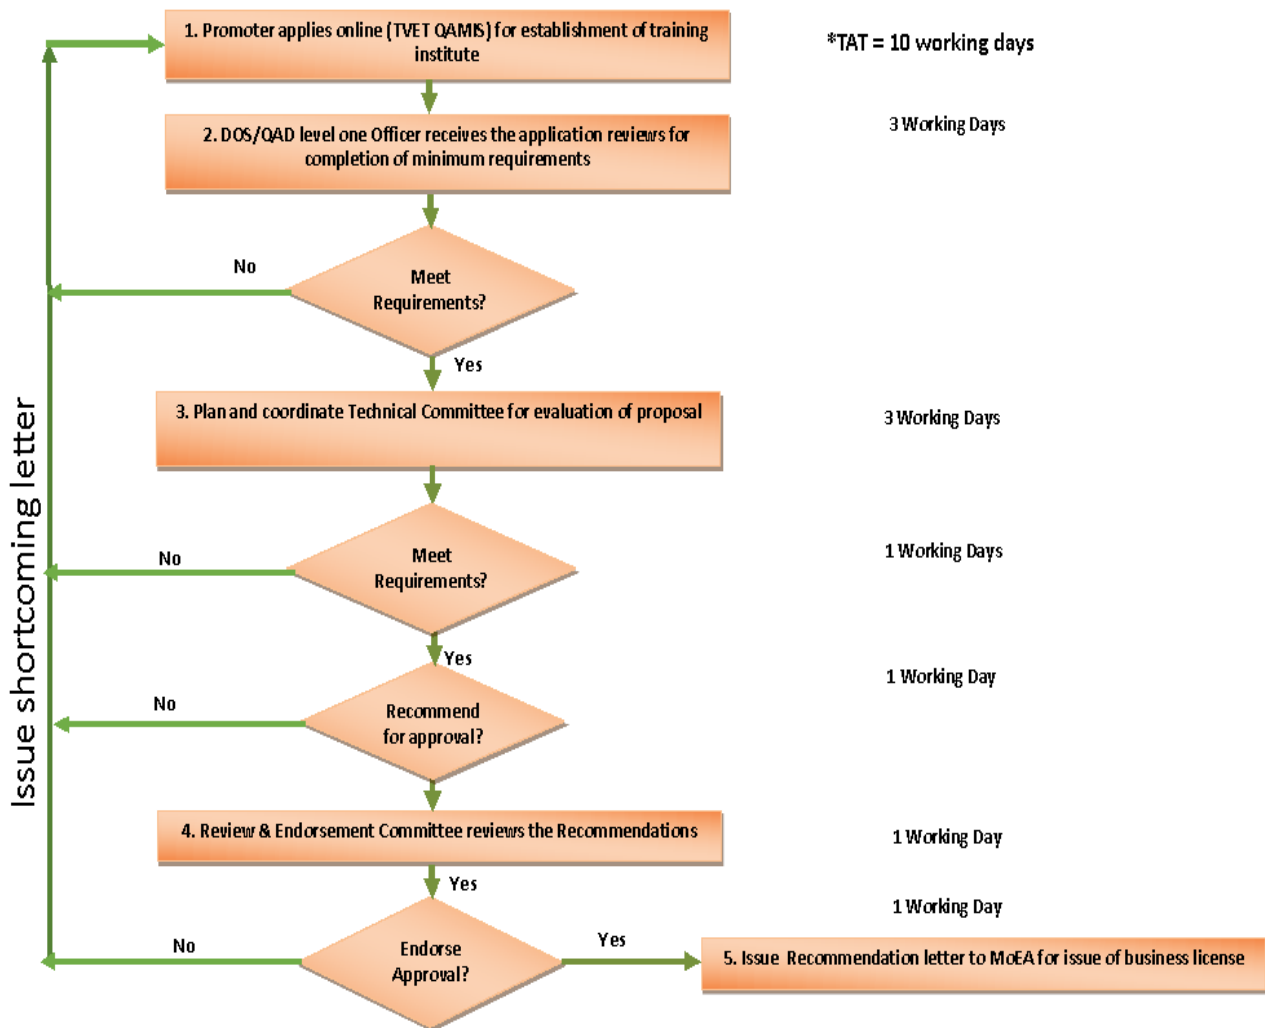 1. Promoter applies online (TVET QAMIS) for establishment of training
institute
*TAT = 10 working days
2. DOS/QAD level one Officer receives the application reviews for
completion of minimum requirements
3 Working Days
Meet
Requirements?
No
Yes
3. Plan and coordinate Technical Committee for evaluation of proposal
3 Working Days
Meet
Requirements?
No
1 Working Days
Yes
Recommend
for approval?
No
1 Working Day
4. Review & Endorsement Committee reviews the Recommendations
1 Working Day
Yes
1 Working Day
Endorse
Approval?
No
Yes
5. Issue Recommendation letter to MoEA for issue of business license
Issue shortcoming letter